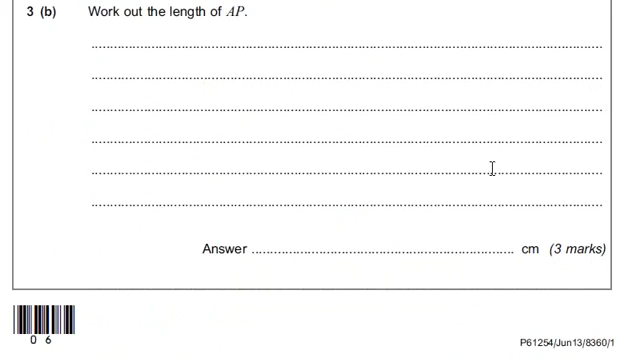 3 (b) Work out the length of AP.
Answer ...................................................................... cm (3 marks)
0 6
P61254/Jun13/8360/1